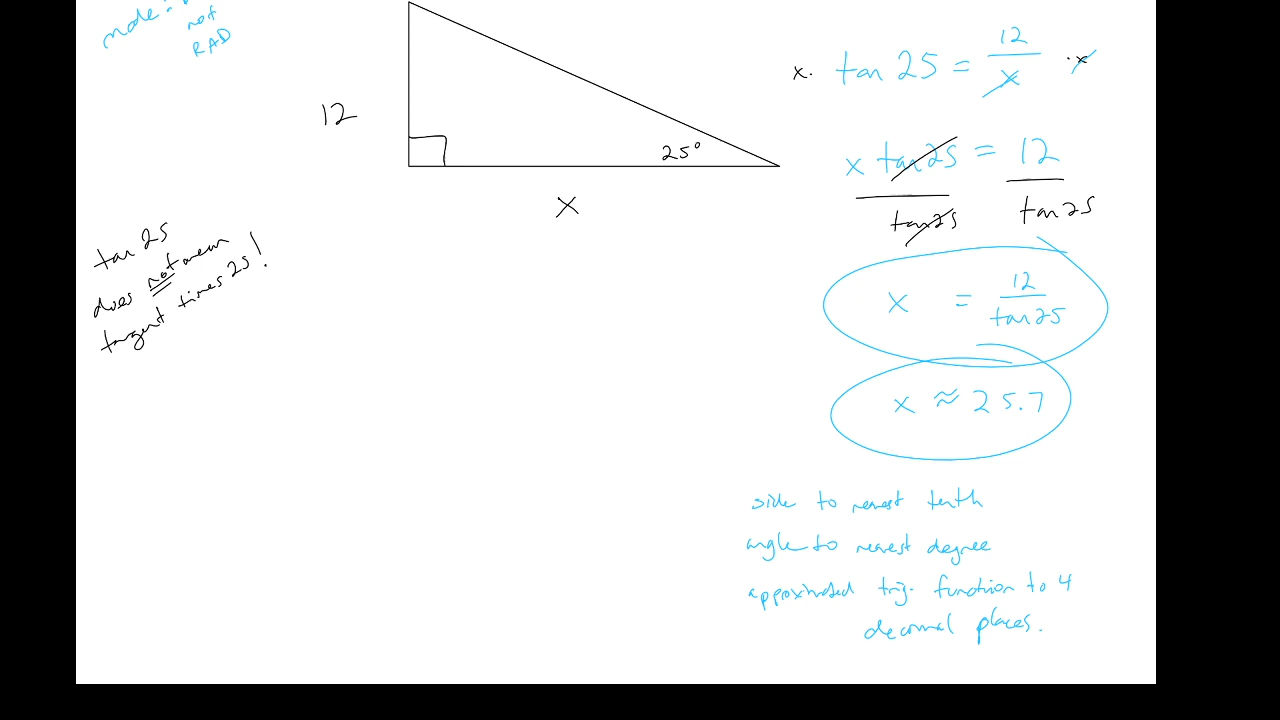 mode:
not
RAD
12
25°
x
tan 25
does not mean
tangent times 25!
x · tan 25 = 12/x · x
x tan 25 = 12
tan 25 tan 25
x = 12/tan 25
x ≈ 25.7
side to nearest tenth
angle to nearest degree
approximated trig. function to 4
decimal places.